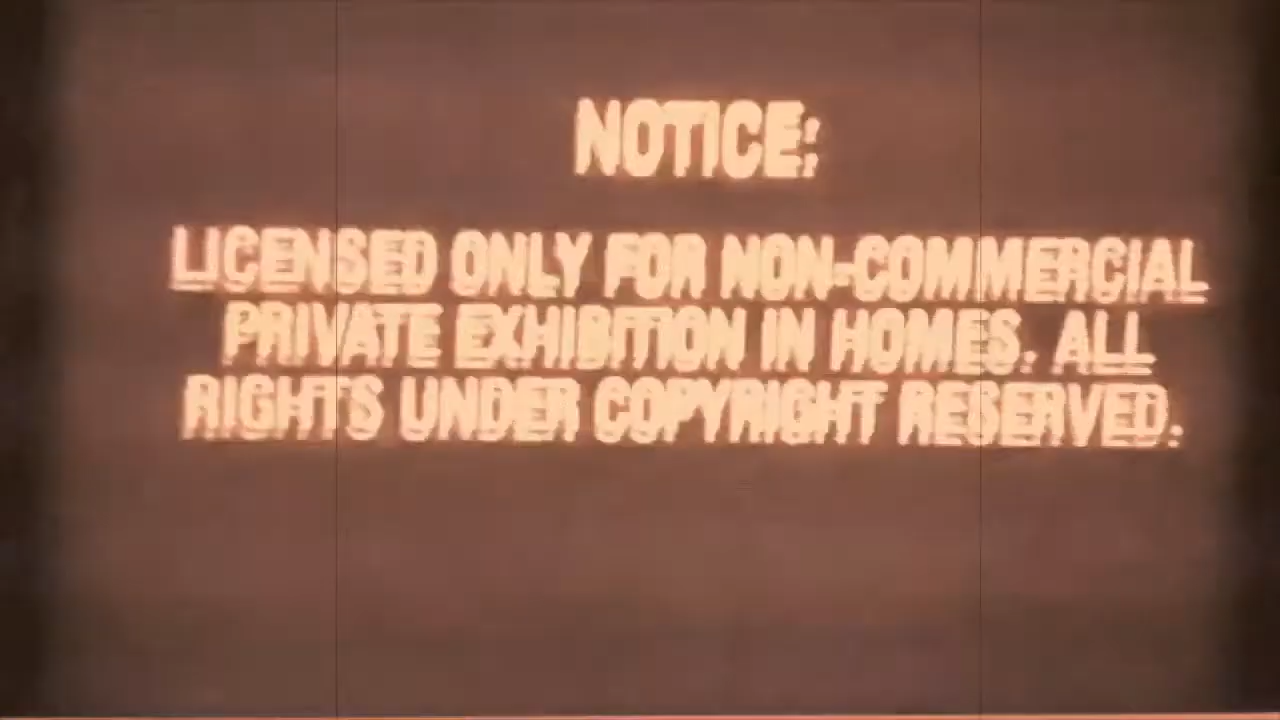 NOTICE:
LICENSED ONLY FOR NON-COMMERCIAL
PRIVATE EXHIBITION IN HOMES. ALL
RIGHTS UNDER COPYRIGHT RESERVED.